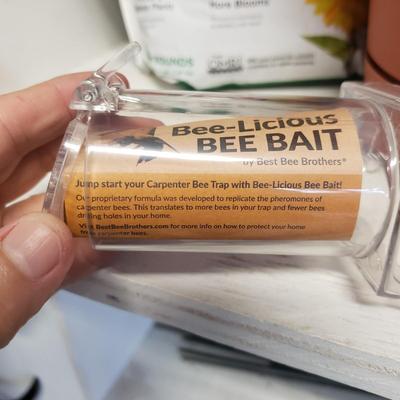 More Blooms
OMRI
Bee-Licious
BEE BAIT
by Best Bee Brothers®
Jump start your Carpenter Bee Trap with Bee-Licious Bee Bait!
Our proprietary formula was developed to replicate the pheromones of
carpenter bees. This translates to more bees in your trap and fewer bees
drilling holes in your home.
Visit BestBeeBrothers.com for more info on how to protect your home
from carpenter bees.